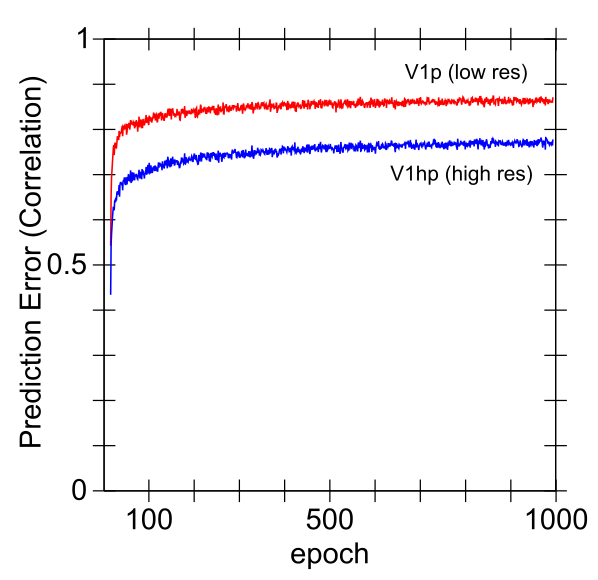 1
V1p (low res)
V1hp (high res)
Prediction Error (Correlation)
0.5
0
100
500
1000
epoch